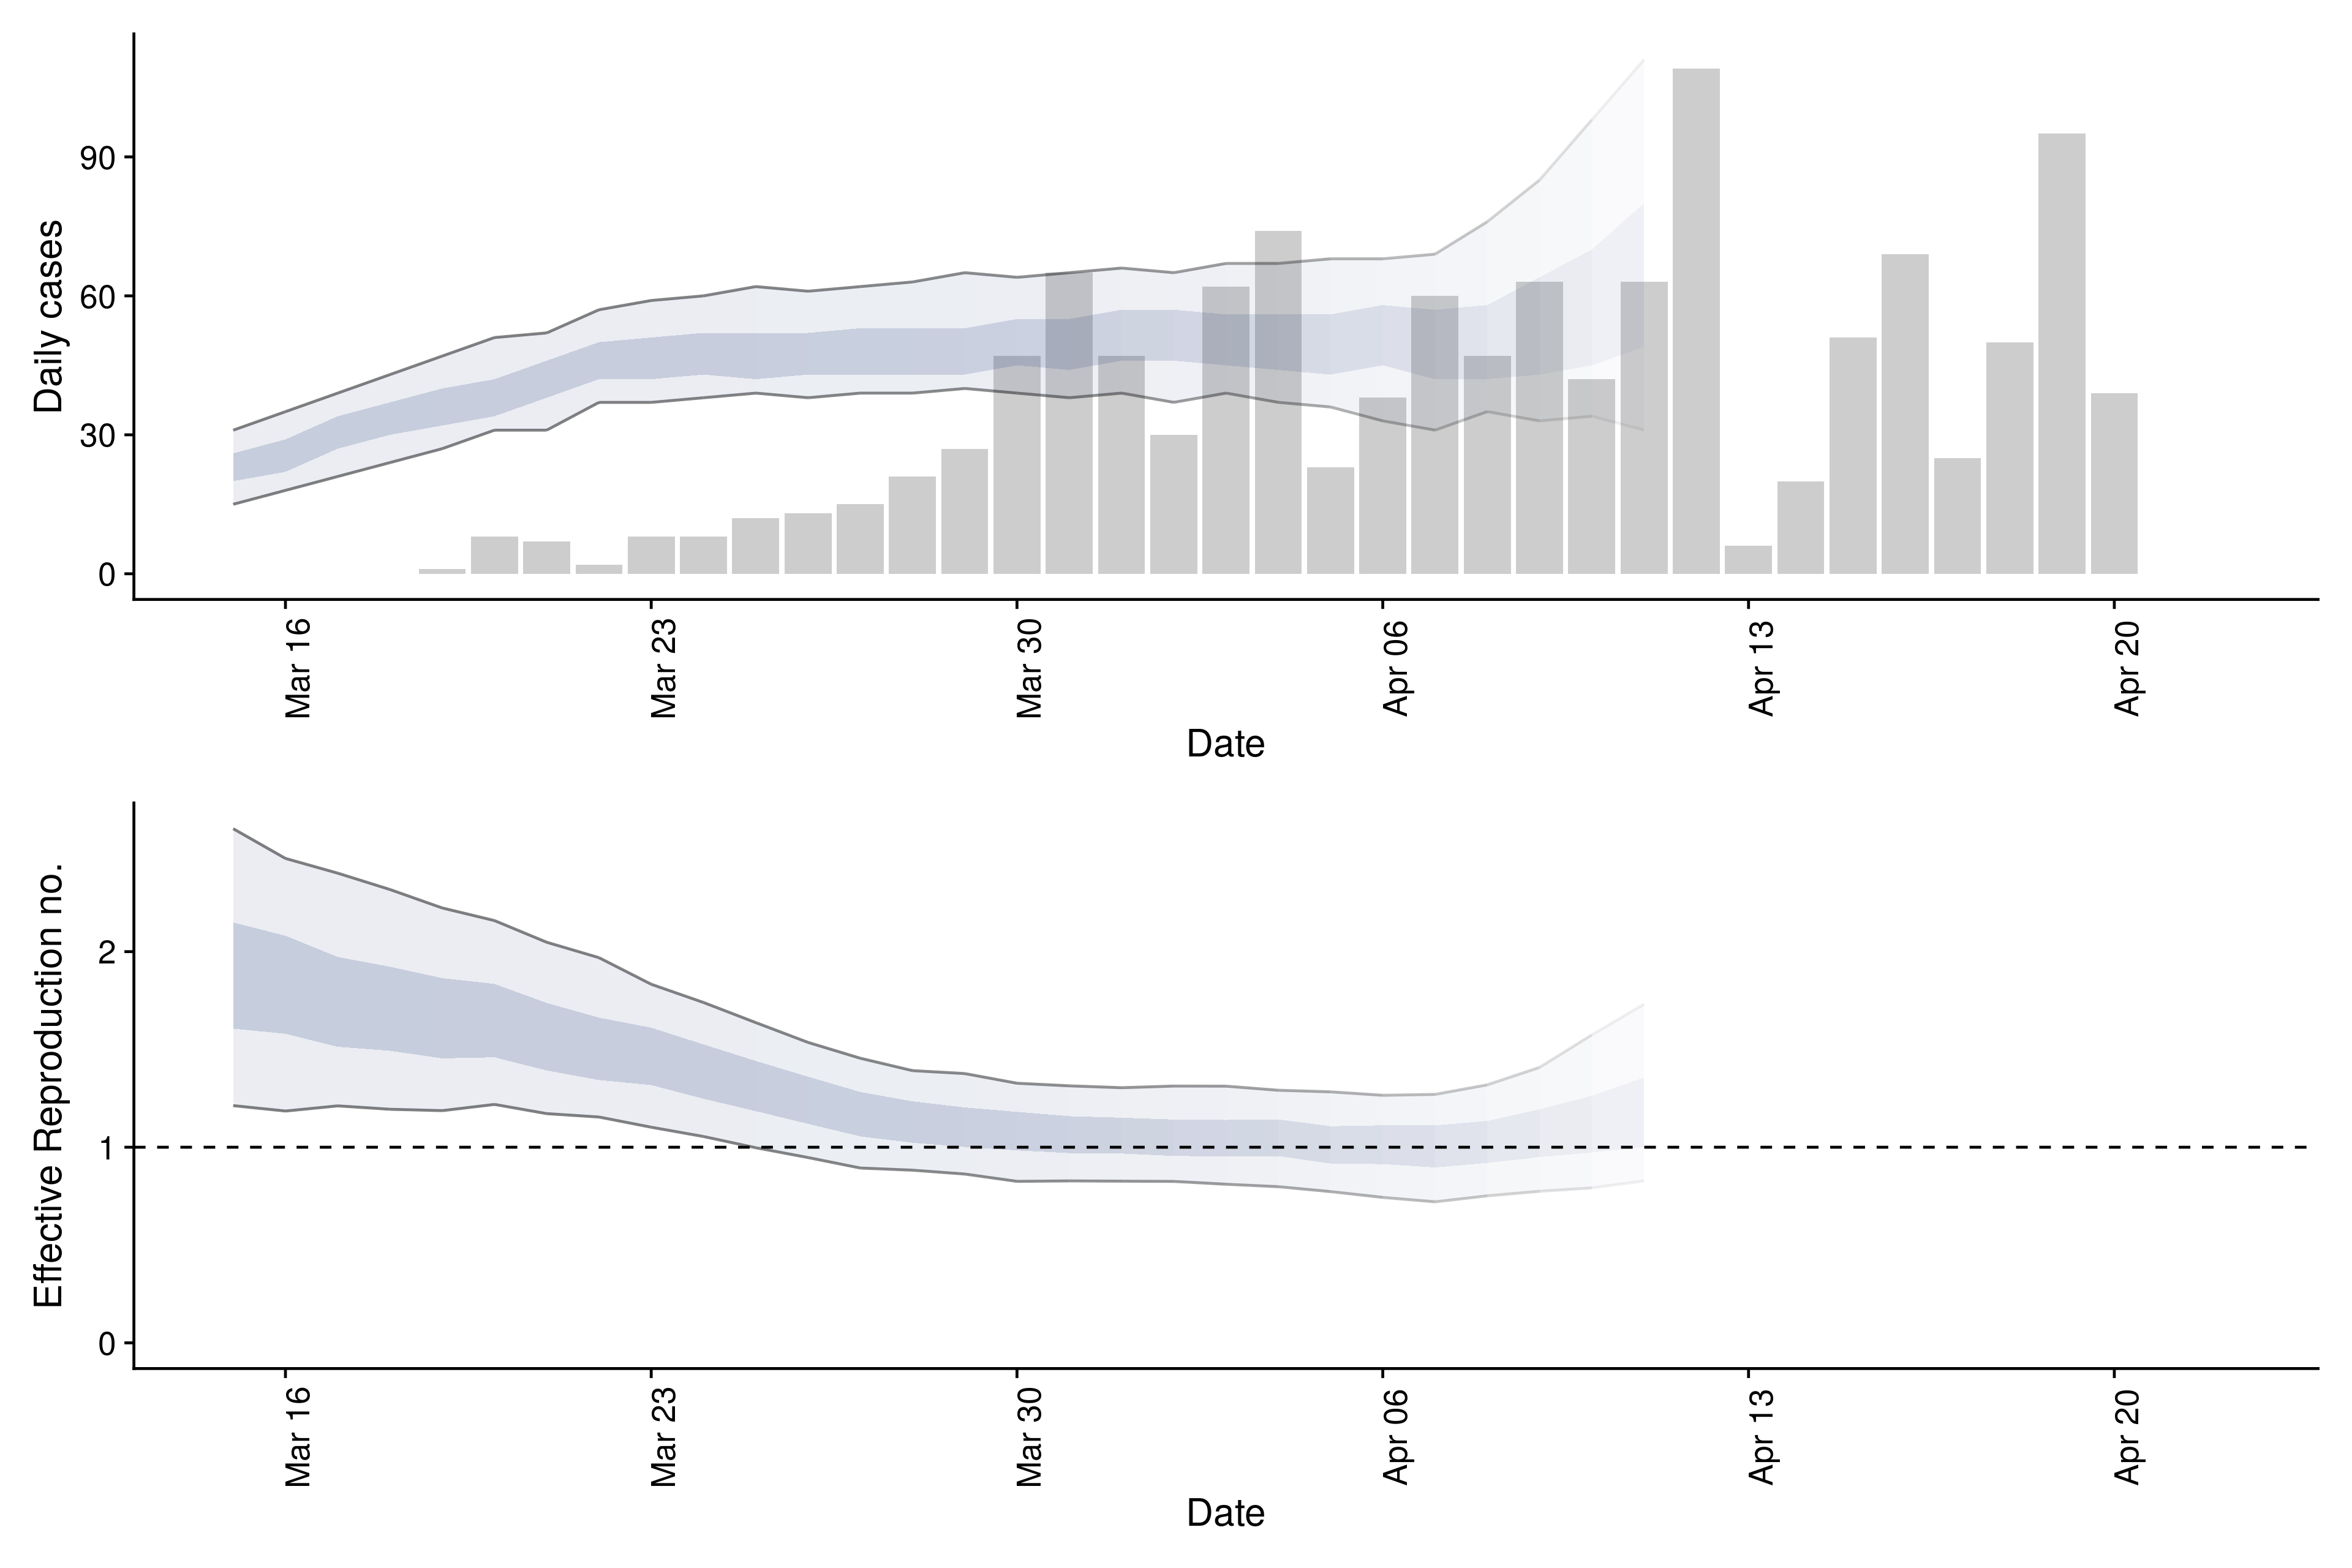 Daily cases
90
60
30
0
Mar 16
Mar 23
Mar 30
Apr 06
Apr 13
Apr 20
Date
Effective Reproduction no.
2
1
0
Mar 16
Mar 23
Mar 30
Apr 06
Apr 13
Apr 20
Date